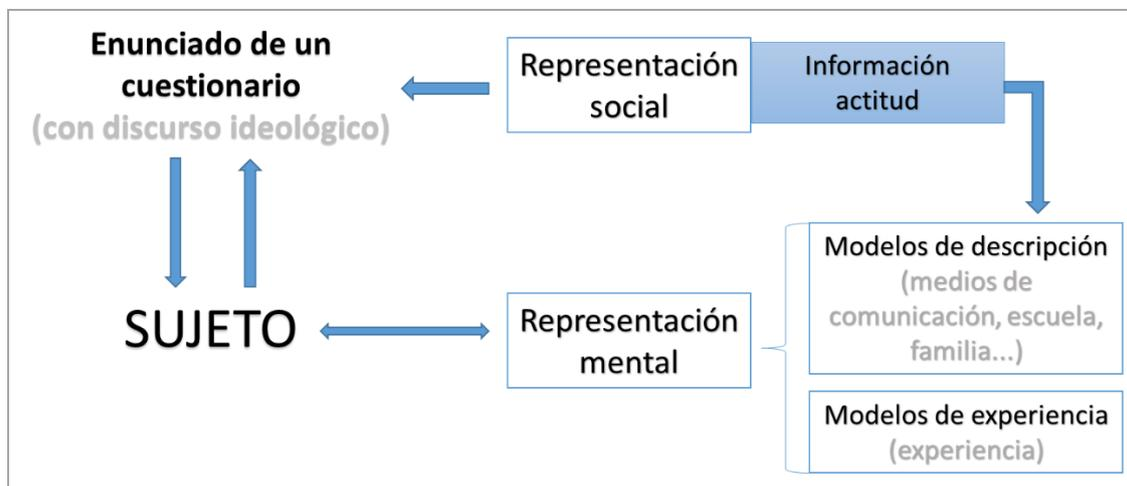 Enunciado de un
cuestionario
(con discurso ideológico)
Representación
social
Información
actitud
SUJETO
Representación
mental
Modelos de descripción
(medios de
comunicación, escuela,
familia...)
Modelos de experiencia
(experiencia)